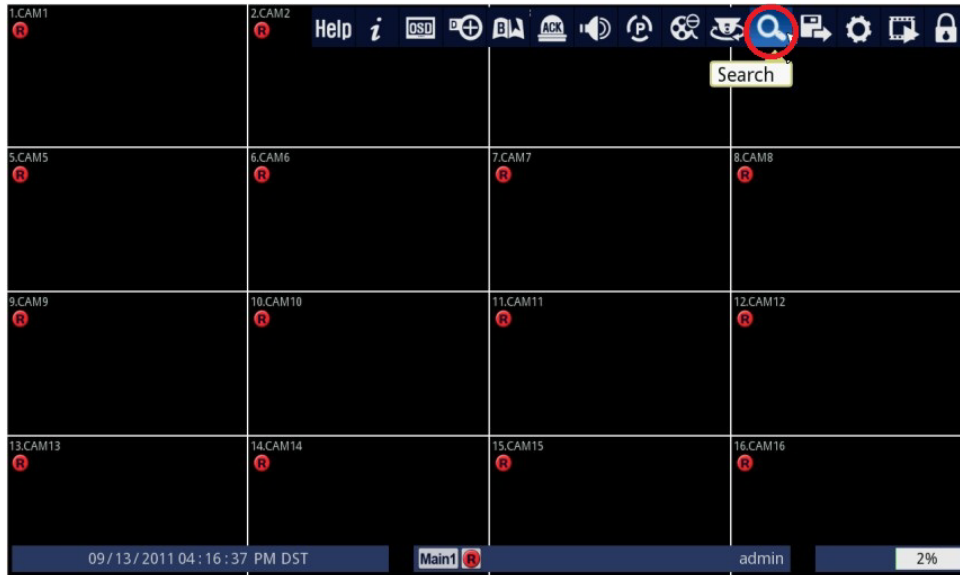 1.CAM1
R
2.CAM2
R
Help i OSD D B ACK P
Search
5.CAM5
R
6.CAM6
R
7.CAM7
R
8.CAM8
R
9.CAM9
R
10.CAM10
R
11.CAM11
R
12.CAM12
R
13.CAM13
R
14.CAM14
R
15.CAM15
R
16.CAM16
R
09/13/2011 04:16:37 PM DST
Main1 R
admin
2%